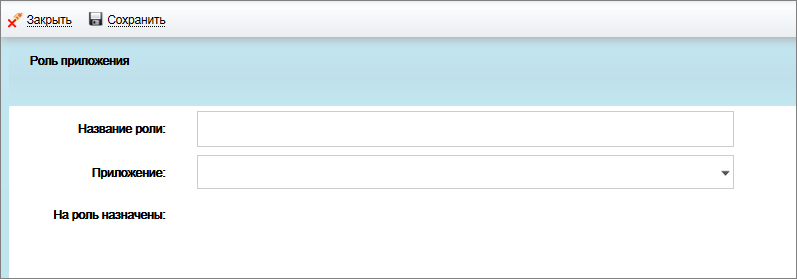 Закрыть Сохранить
Роль приложения
Название роли:
Приложение:
На роль назначены: